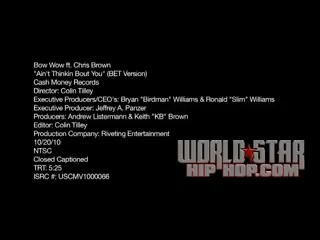 Bow Wow ft. Chris Brown
"Ain't Thinkin Bout You" (BET Version)
Cash Money Records
Director: Colin Tilley
Executive Producers/CEO's: Bryan "Birdman" Williams & Ronald "Slim" Williams
Executive Producers: Jeffrey A. Panzer
Producers: Andrew Listermann & Keith "KB" Brown
Editor: Colin Tilley
Production Company: Riveting Entertainment
10/20/10
NTSC
Closed Captioned
TRT: 5:25
ISRC #: USCMV1000066
WORLD STAR
HIP-HOP.COM